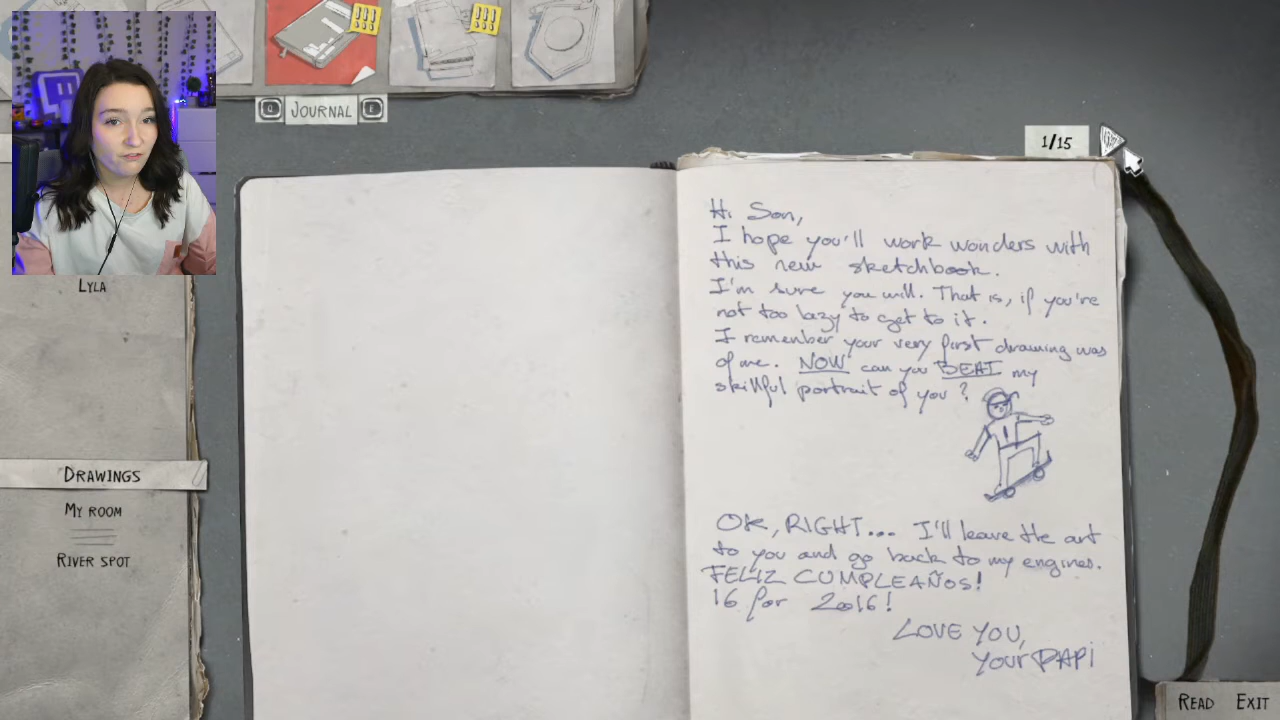 JOURNAL
1/15
LYLA
DRAWINGS
MY ROOM
RIVER SPOT
Hi Son,
I hope you'll work wonders with
this new sketchbook.
I'm sure you will. That is, if you're
not too lazy to get to it.
I remember your very first drawing was
of me. NOW can you BEAT my
skillful portrait of you?
OK, RIGHT... I'll leave the art
to you and go back to my engines.
FELIZ CUMPLEAÑOS!
16 for 2016!
LOVE YOU,
your PAPI
READ EXIT